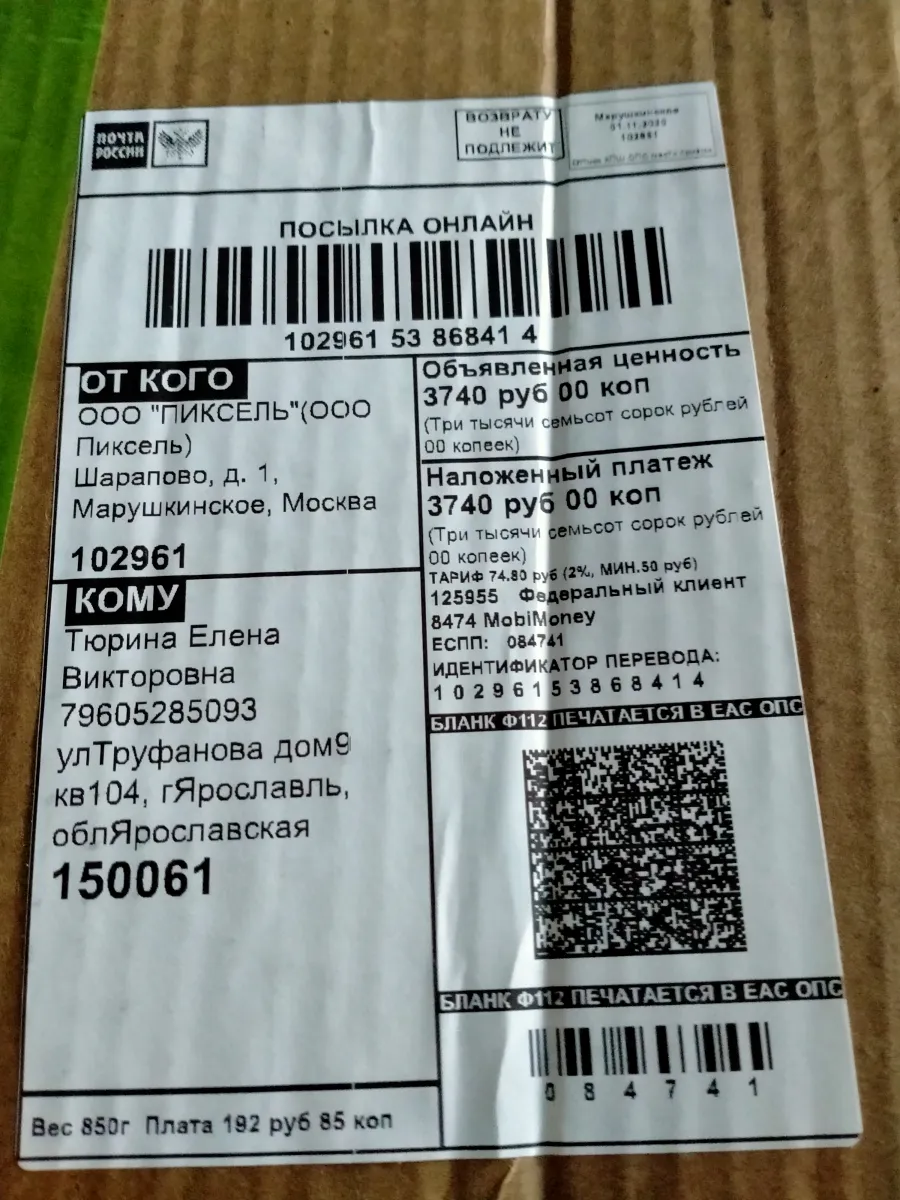 ПОЧТА
РОССИИ
ВОЗВРАТУ
НЕ
ПОДЛЕЖИТ
Марушкинское
01.11.2020
102961
ПОСЫЛКА ОНЛАЙН
102961 53 86841 4
ОТ КОГО
ООО "ПИКСЕЛЬ"(ООО
Пиксель)
Шарапово, д. 1,
Марушкинское, Москва
102961
Объявленная ценность
3740 руб 00 коп
(Три тысячи семьсот сорок рублей
00 копеек)
Наложенный платеж
3740 руб 00 коп
(Три тысячи семьсот сорок рублей
00 копеек)
ТАРИФ 74.80 руб (2%, МИН.50 руб)
125955 Федеральный клиент
8474 MobiMoney
ЕСПП: 084741
ИДЕНТИФИКАТОР ПЕРЕВОДА:
1 0 2 9 6 1 5 3 8 6 8 4 1 4
БЛАНК Ф112 ПЕЧАТАЕТСЯ В ЕАС ОПС
КОМУ
Тюрина Елена
Викторовна
79605285093
улТруфанова дом9
кв104, гЯрославль,
облЯрославская
150061
БЛАНК Ф112 ПЕЧАТАЕТСЯ В ЕАС ОПС
0 8 4 7 4 1
Вес 850г Плата 192 руб 85 коп